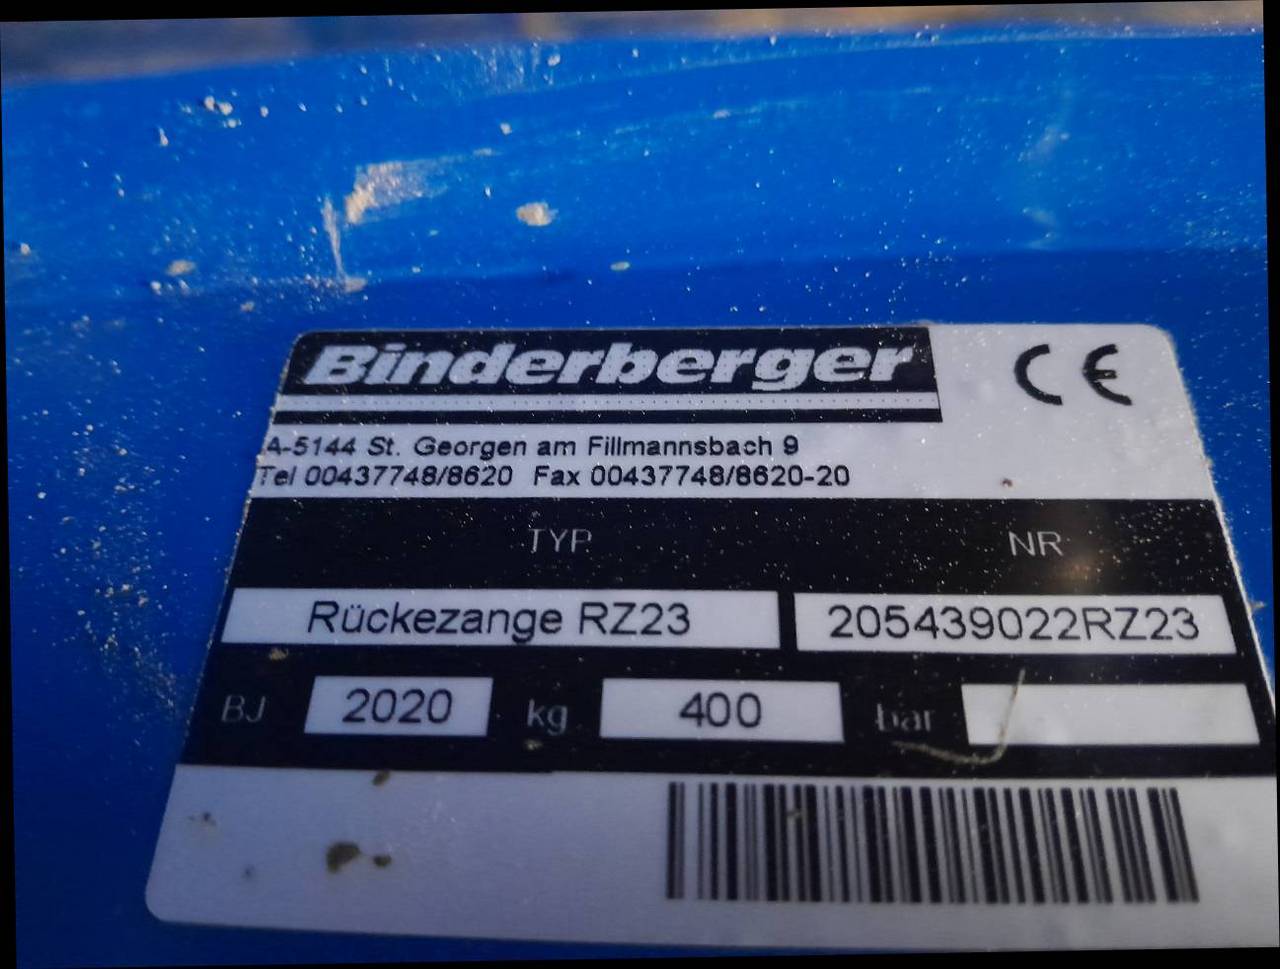 Binderberger CE
A-5144 St. Georgen am Fillmannsbach 9
Tel 00437748/8620 Fax 00437748/8620-20
TYP NR
Rückezange RZ23 205439022RZ23
BJ 2020 kg 400 bar